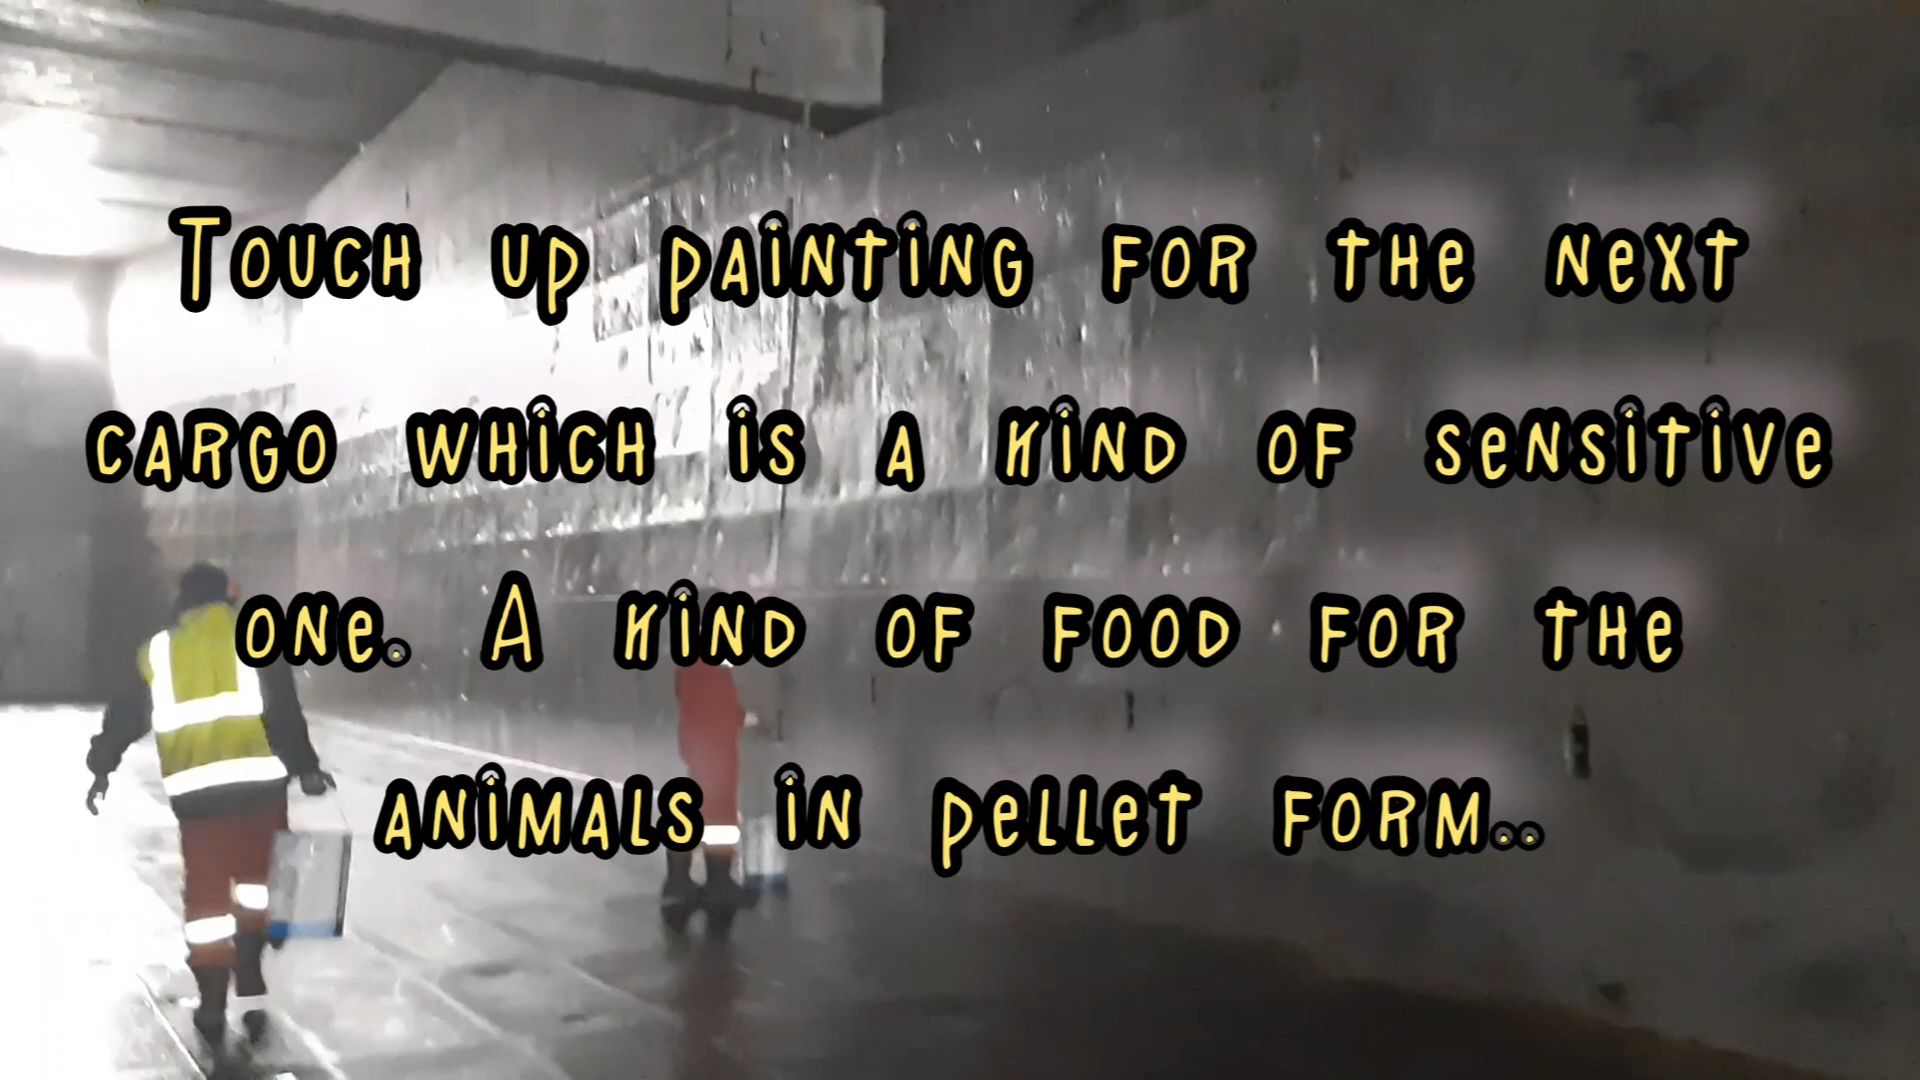 Touch up painting for the next
cargo which is a kind of sensitive
one. A kind of food for the
animals in pellet form..